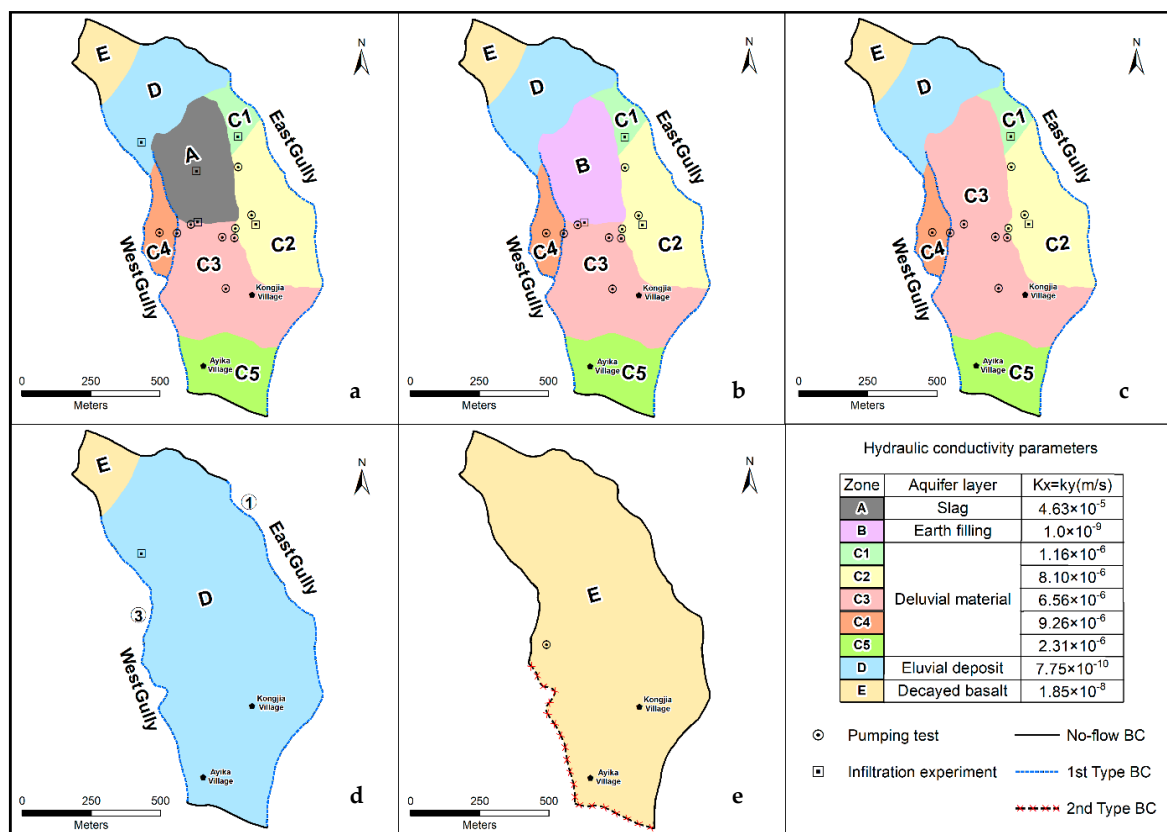 E
D
N
C1
EastGully
A
C4
C2
WestGully
C3
Kongjia
Village
Ayika
Village
C5
0 250 500
Meters
a
E
D
N
C1
EastGully
B
C4
C2
WestGully
C3
Kongjia
Village
Ayika
Village
C5
0 250 500
Meters
b
E
D
N
C1
EastGully
C3
C4
C2
WestGully
Kongjia
Village
Ayika
Village
C5
0 250 500
Meters
c
E
N
1
EastGully
D
3
WestGully
Kongjia
Village
Ayika
Village
0 250 500
Meters
d
N
E
Kongjia
Village
Ayika
Village
0 250 500
Meters
e
Hydraulic conductivity parameters
Zone Aquifer layer Kx=ky(m/s)
A Slag 4.63×10⁻⁵
B Earth filling 1.0×10⁻⁹
C1 1.16×10⁻⁶
C2 8.10×10⁻⁶
C3 Deluvial material 6.56×10⁻⁶
C4 9.26×10⁻⁶
C5 2.31×10⁻⁶
D Eluvial deposit 7.75×10⁻¹⁰
E Decayed basalt 1.85×10⁻⁸
Pumping test No-flow BC
Infiltration experiment 1st Type BC
2nd Type BC